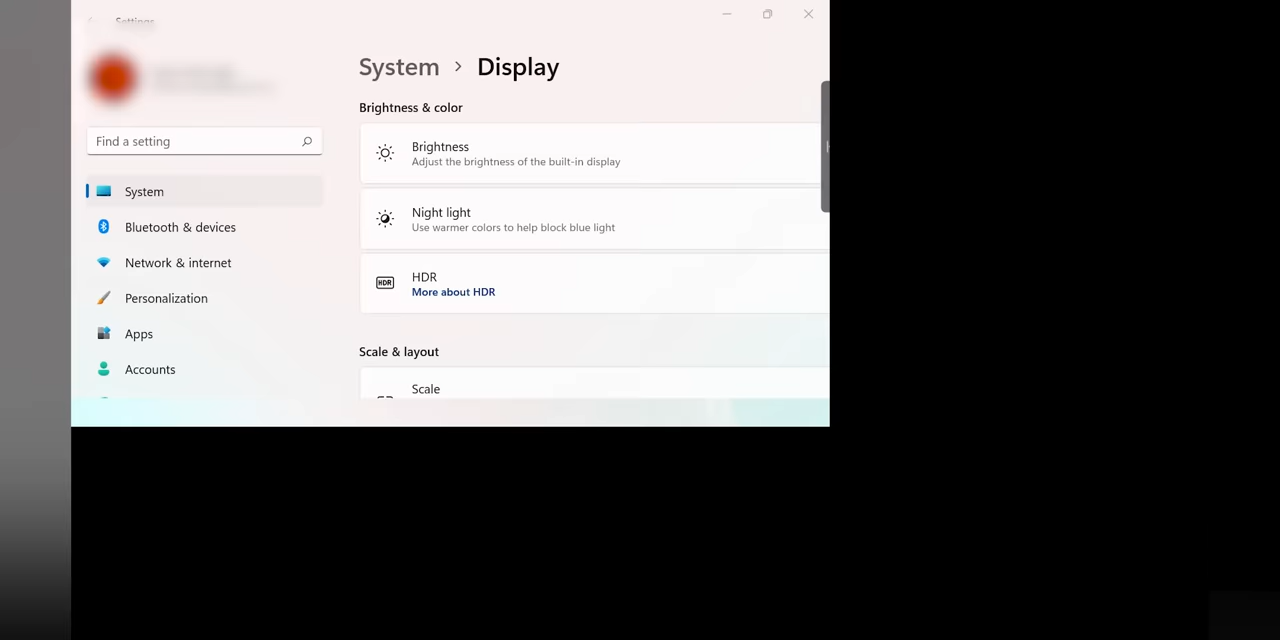 Settings
System > Display
Brightness & color
Find a setting
Brightness
Adjust the brightness of the built-in display
System
Night light
Use warmer colors to help block blue light
Bluetooth & devices
Network & internet
HDR
HDR
More about HDR
Personalization
Apps
Scale & layout
Accounts
Scale